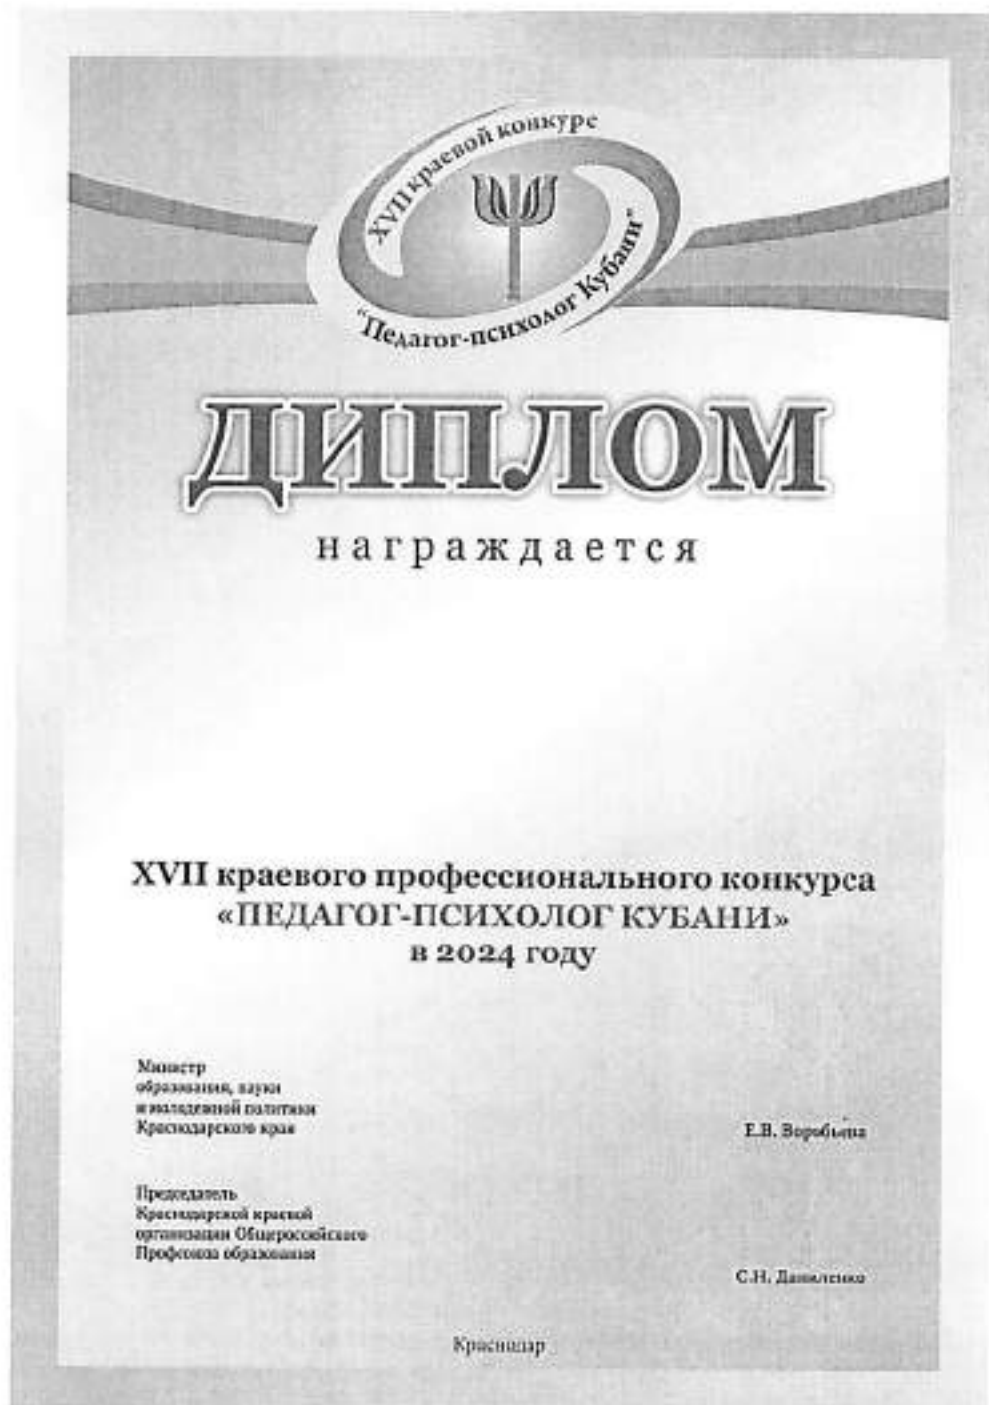 XVII краевой конкурс
"Педагог-психолог Кубани"
ДИПЛОМ
награждается
XVII краевого профессионального конкурса
«ПЕДАГОГ-ПСИХОЛОГ КУБАНИ»
в 2024 году
Министр
образования, науки
и молодежной политики
Краснодарского края
Е.В. Воробьева
Председатель
Краснодарской краевой
организации Общероссийского
Профсоюза образования
С.Н. Даниленко
Краснодар